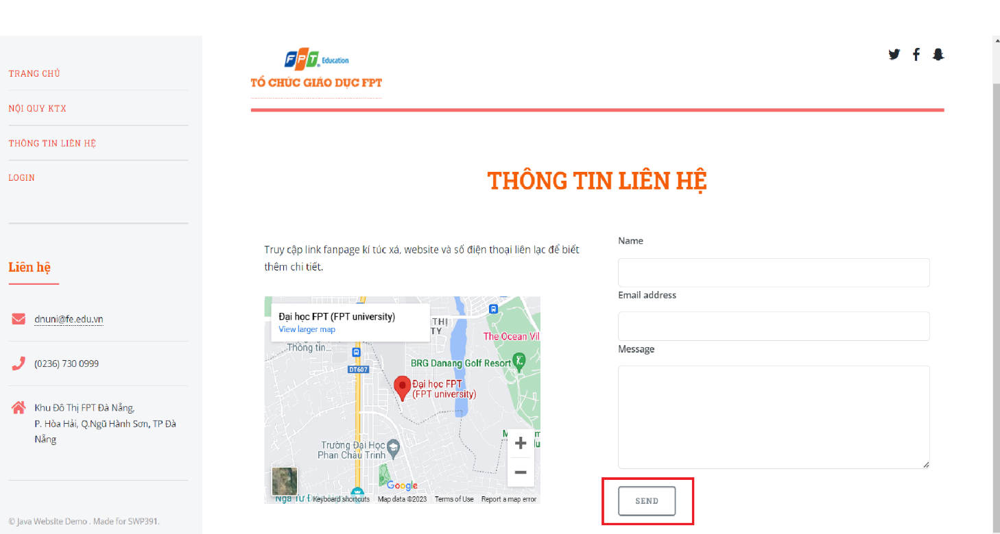 TRANG CHỦ
NỘI QUY KTX
THÔNG TIN LIÊN HỆ
LOGIN
Liên hệ
dnuni@fe.edu.vn
(0236) 730 0999
Khu Đô Thị FPT Đà Nẵng,
P. Hòa Hải, Q.Ngũ Hành Sơn, TP Đà
Nẵng
© Java Website Demo . Made for SWP391.
FPT. Education
TỔ CHỨC GIÁO DỤC FPT
THÔNG TIN LIÊN HỆ
Truy cập link fanpage kí túc xá, website và số điện thoại liên lạc để biết
thêm chi tiết.
Đại học FPT (FPT university)
View larger map
THỊ
TY
The Ocean Vil
Thông tin...
DT607
BRG Danang Golf Resort
Đại học FPT
(FPT university)
Trường Đại Học
Phan Châu Trinh
Google
Ngã Tư
Keyboard shortcuts
Map data ©2023
Terms of Use
Report a map error
Name
Email address
Message
SEND